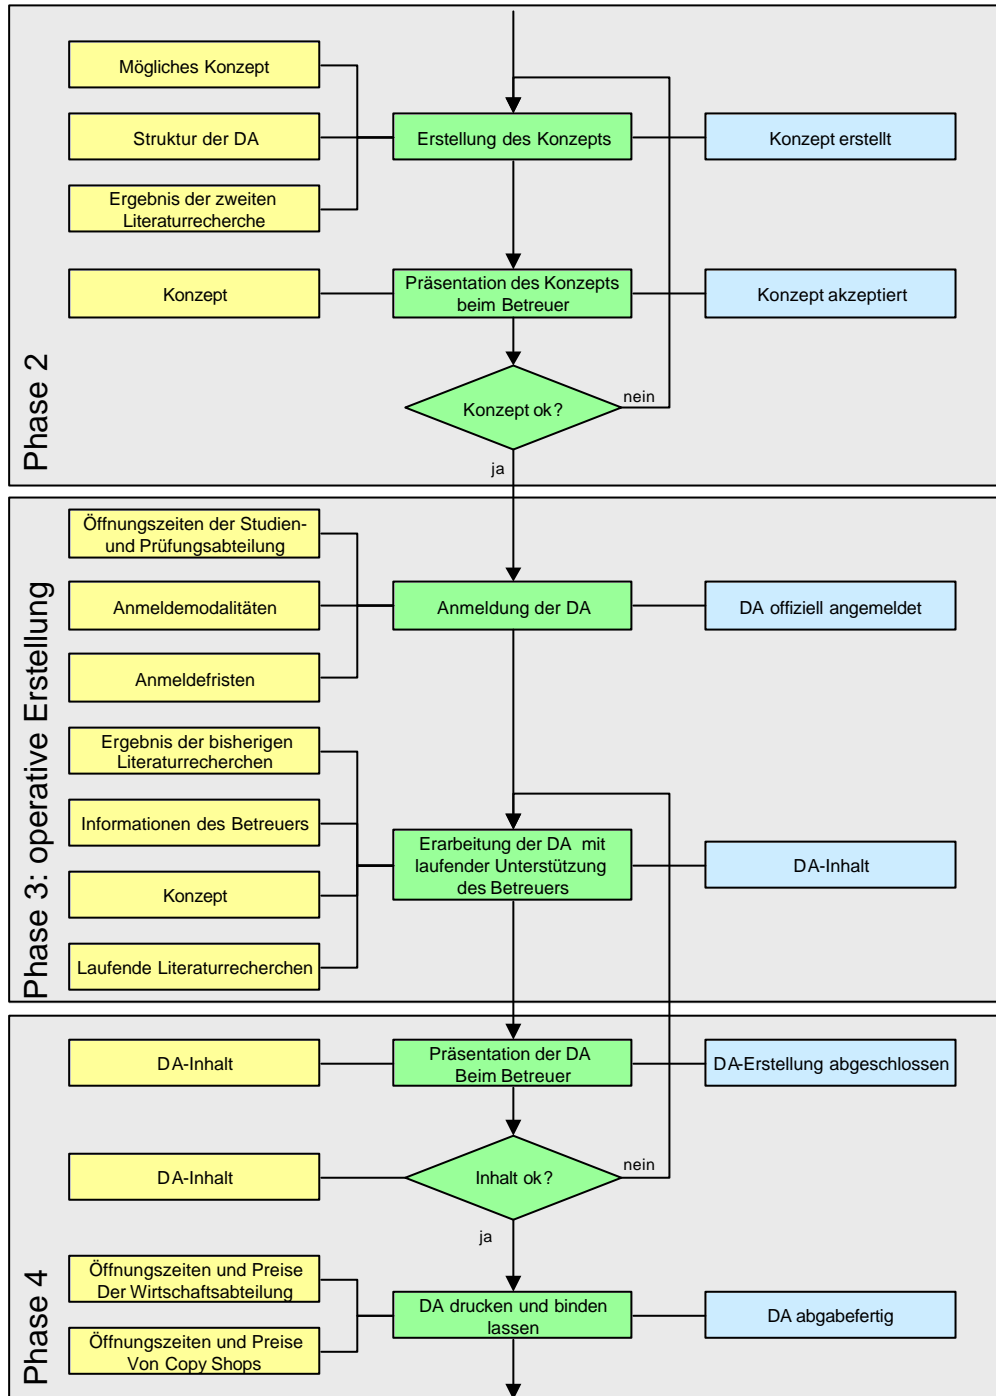 Phase 2
Mögliches Konzept
Struktur der DA
Ergebnis der zweiten
Literaturrecherche
Erstellung des Konzepts
Konzept erstellt
Konzept
Präsentation des Konzepts
beim Betreuer
Konzept akzeptiert
Konzept ok?
nein
ja
Phase 3: operative Erstellung
Öffnungszeiten der Studien-
und Prüfungsabteilung
Anmeldemodalitäten
Anmeldefristen
Anmeldung der DA
DA offiziell angemeldet
Ergebnis der bisherigen
Literaturrecherchen
Informationen des Betreuers
Konzept
Laufende Literaturrecherchen
Erarbeitung der DA mit
laufender Unterstützung
des Betreuers
DA-Inhalt
Phase 4
DA-Inhalt
Präsentation der DA
Beim Betreuer
DA-Erstellung abgeschlossen
DA-Inhalt
Inhalt ok?
nein
ja
Öffnungszeiten und Preise
Der Wirtschaftsabteilung
Öffnungszeiten und Preise
Von Copy Shops
DA drucken und binden
lassen
DA abgabefertig